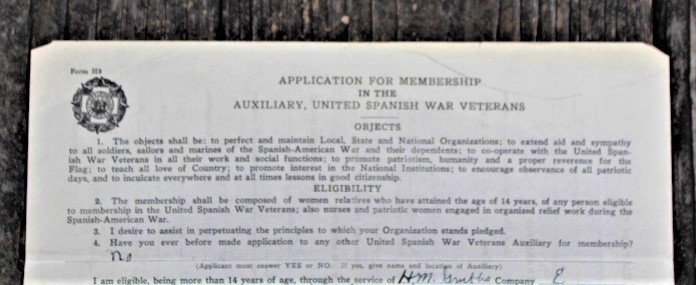 Form 113
APPLICATION FOR MEMBERSHIP
IN THE
AUXILIARY, UNITED SPANISH WAR VETERANS
OBJECTS
1. The objects shall be: to perfect and maintain Local, State and National Organizations; to extend aid and sympathy
to all soldiers, sailors and marines of the Spanish-American War and their dependents; to co-operate with the United Span-
ish War Veterans in all their work and social functions; to promote patriotism, humanity and a proper reverence for the
Flag; to teach all love of Country; to promote interest in the National Institutions; to encourage observance of all patriotic
days, and to inculcate everywhere and at all times lessons in good citizenship.
ELIGIBILITY
2. The membership shall be composed of women relatives who have attained the age of 14 years, of any person eligible
to membership in the United Spanish War Veterans; also nurses and patriotic women engaged in organized relief work during the
Spanish-American War.
3. I desire to assist in perpetuating the principles to which your Organization stands pledged.
4. Have you ever before made application to any other United Spanish War Veterans Auxiliary for membership?
no
(Applicant must answer YES or NO. If yes, give name and location of Auxiliary)
I am eligible, being more than 14 years of age, through the service of H.M. Company E